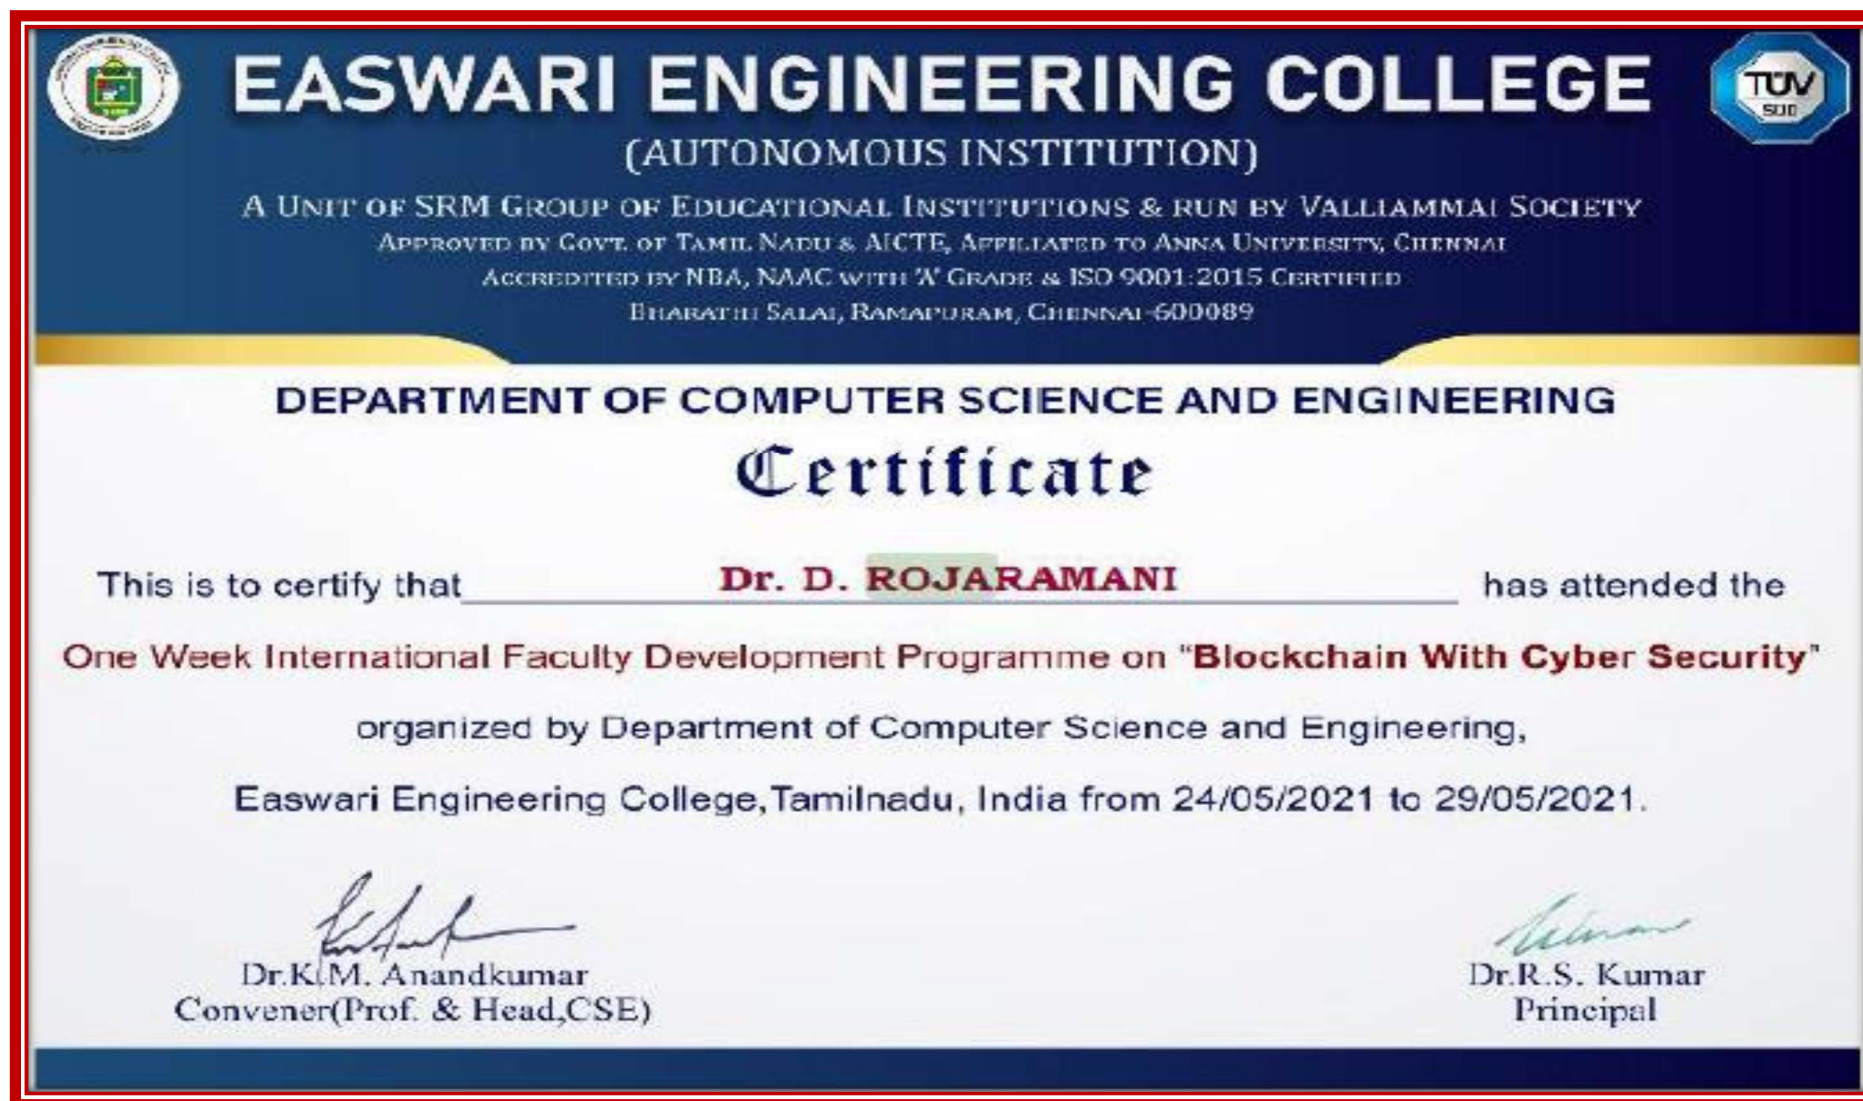 EASWARI ENGINEERING COLLEGE
TÜV
SÜD
(AUTONOMOUS INSTITUTION)
A UNIT OF SRM GROUP OF EDUCATIONAL INSTITUTIONS & RUN BY VALLIAMMAI SOCIETY
APPROVED BY GOVT. OF TAMIL NADU & AICTE, AFFILIATED TO ANNA UNIVERSITY, CHENNAI
ACCREDITED BY NBA, NAAC WITH 'A' GRADE & ISO 9001:2015 CERTIFIED
BHARATHI SALAI, RAMAPURAM, CHENNAI-600089
DEPARTMENT OF COMPUTER SCIENCE AND ENGINEERING
Certificate
This is to certify that Dr. D. ROJARAMANI has attended the
One Week International Faculty Development Programme on "Blockchain With Cyber Security"
organized by Department of Computer Science and Engineering,
Easwari Engineering College, Tamilnadu, India from 24/05/2021 to 29/05/2021.
Dr.K.M. Anandkumar
Convener(Prof. & Head,CSE)
Dr.R.S. Kumar
Principal